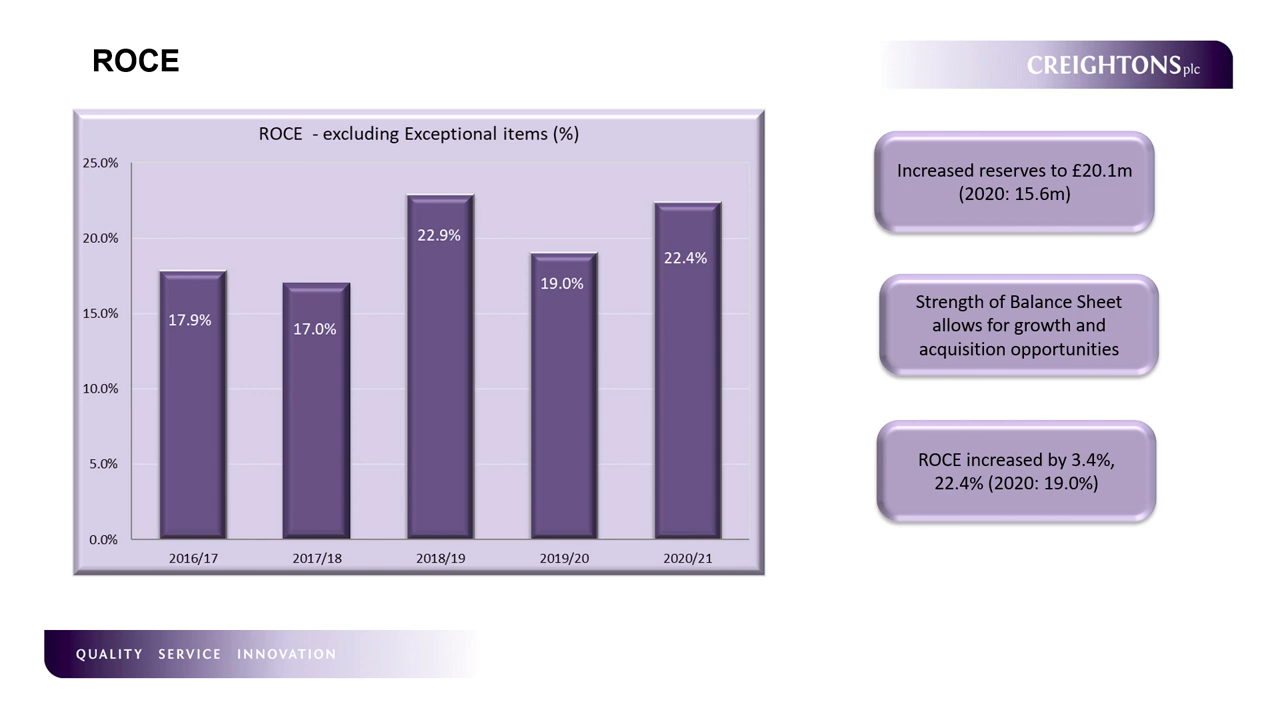 ROCE
CREIGHTONS plc
ROCE - excluding Exceptional items (%)
25.0%
20.0%
15.0%
10.0%
5.0%
0.0%
17.9%
17.0%
22.9%
19.0%
22.4%
2016/17
2017/18
2018/19
2019/20
2020/21
Increased reserves to £20.1m
(2020: 15.6m)
Strength of Balance Sheet
allows for growth and
acquisition opportunities
ROCE increased by 3.4%,
22.4% (2020: 19.0%)
QUALITY SERVICE INNOVATION